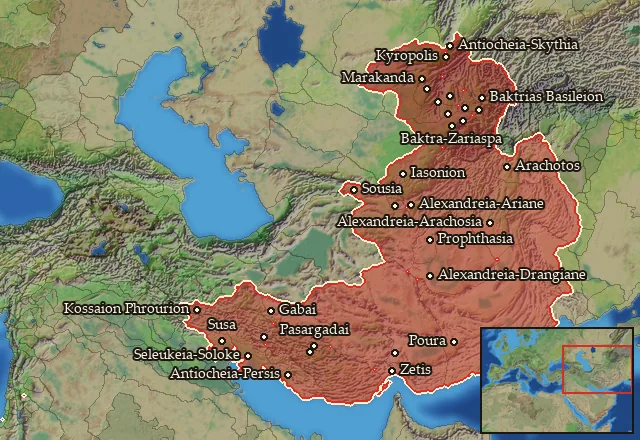 Antiocheia-Skythia
Kyropolis
Marakanda
Baktrias Basileion
Baktra-Zariaspa
Arachotos
Iasonion
Sousia
Alexandreia-Ariane
Alexandreia-Arachosia
Prophthasia
Alexandreia-Drangiane
Kossaion Phrourion
Gabai
Susa
Pasargadai
Poura
Seleukeia-Soloke
Zetis
Antiocheia-Persis